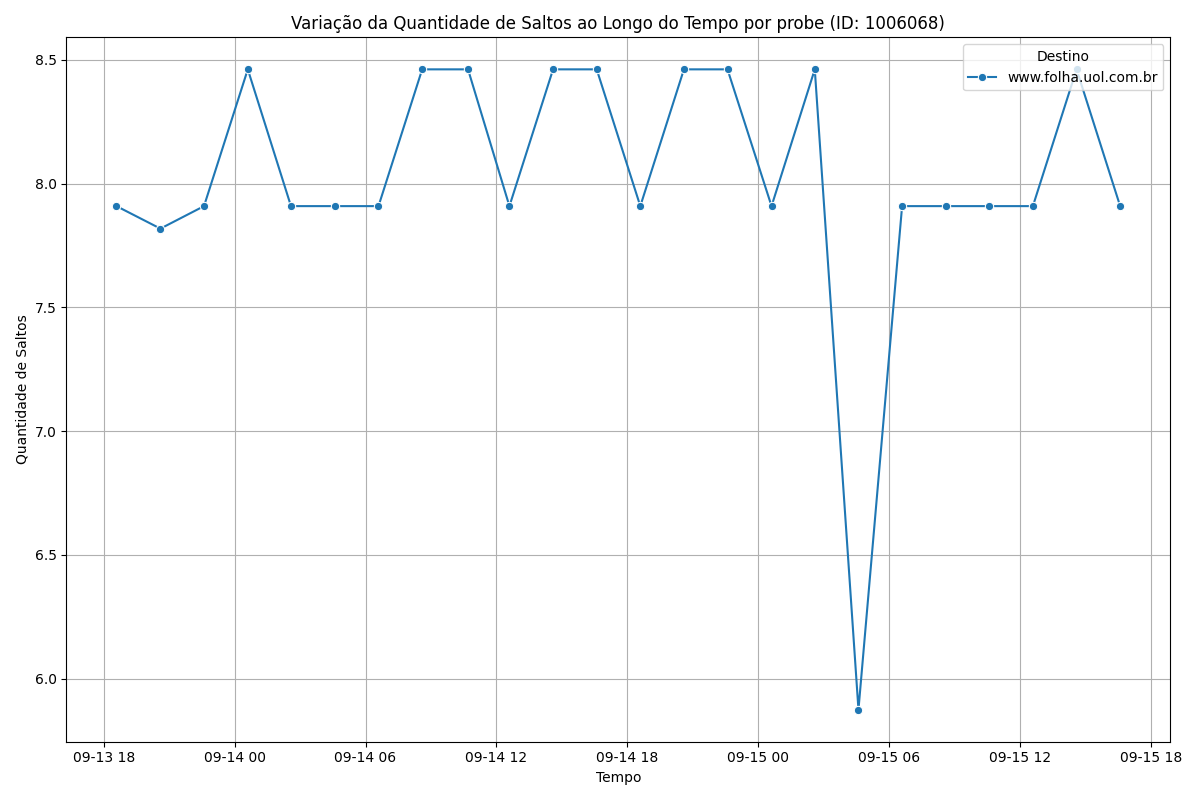 Variação da Quantidade de Saltos ao Longo do Tempo por probe (ID: 1006068)
Destino
www.folha.uol.com.br
8.5
8.0
7.5
7.0
6.5
6.0
Quantidade de Saltos
09-13 18 09-14 00 09-14 06 09-14 12 09-14 18 09-15 00 09-15 06 09-15 12 09-15 18
Tempo